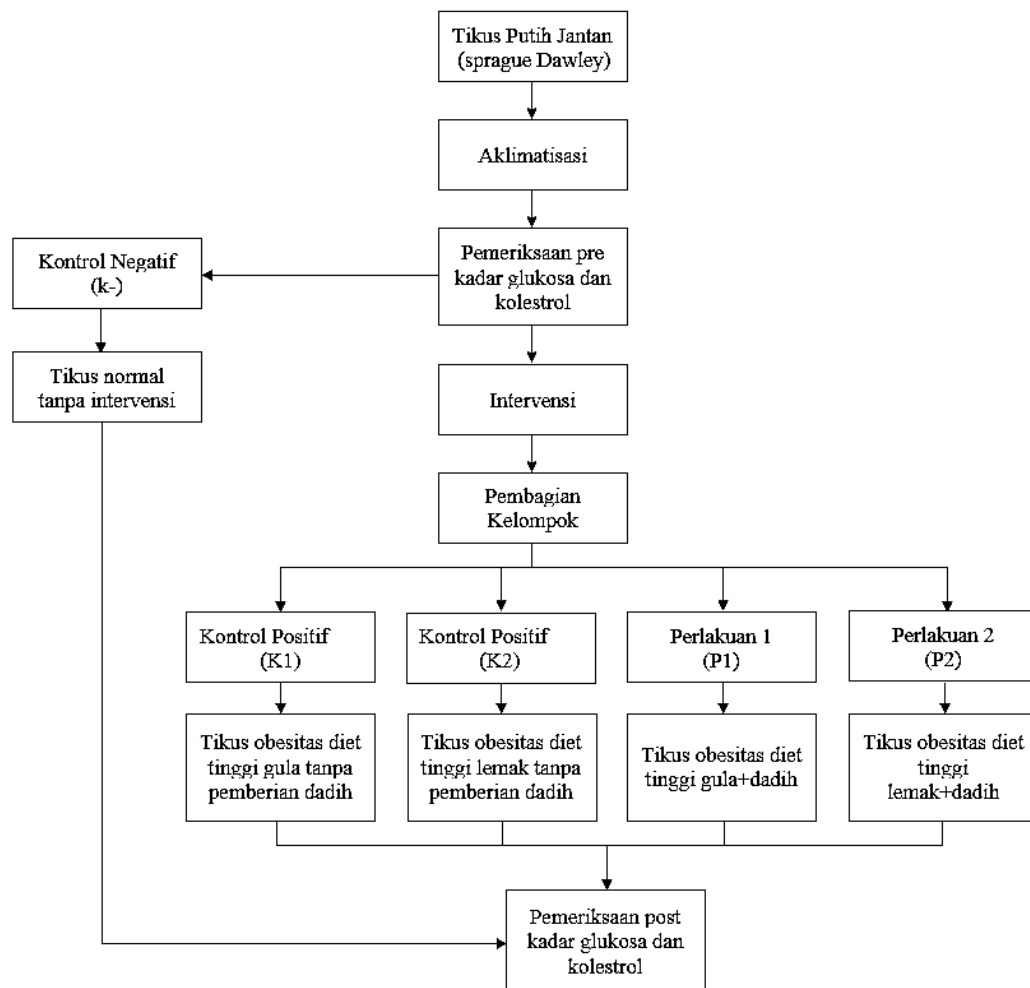 Tikus Putih Jantan
(sprague Dawley)
Aklimatisasi
Pemeriksaan pre
kadar glukosa dan
kolestrol
Kontrol Negatif
(k-)
Tikus normal
tanpa intervensi
Intervensi
Pembagian
Kelompok
Kontrol Positif
(K1)
Kontrol Positif
(K2)
Perlakuan 1
(P1)
Perlakuan 2
(P2)
Tikus obesitas diet
tinggi gula tanpa
pemberian dadih
Tikus obesitas diet
tinggi lemak tanpa
pemberian dadih
Tikus obesitas diet
tinggi gula+dadih
Tikus obesitas diet
tinggi
lemak+dadih
Pemeriksaan post
kadar glukosa dan
kolestrol